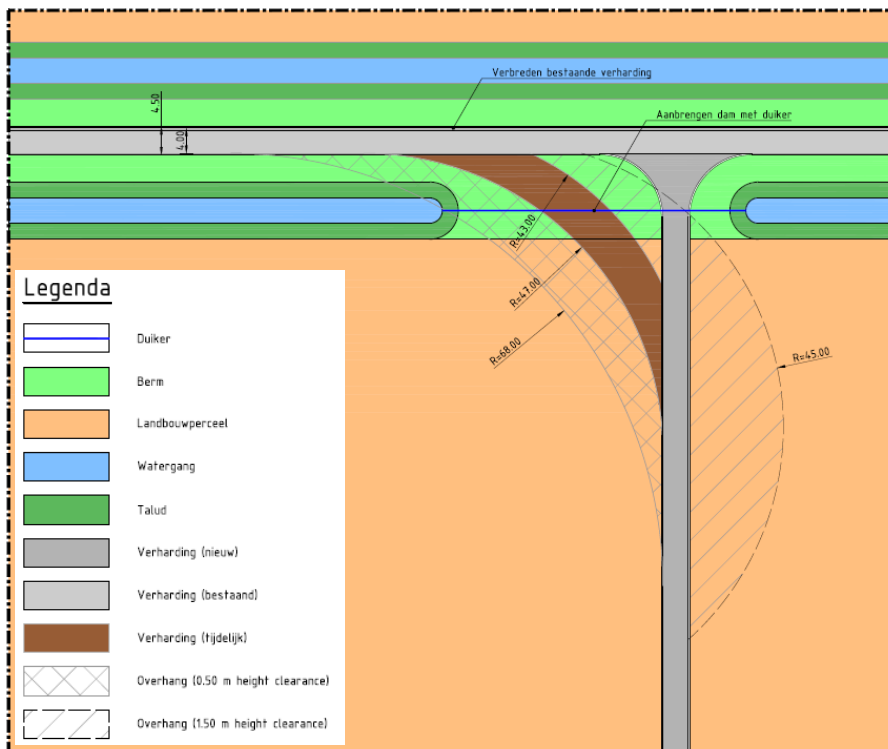 Verbreden bestaande verharding
4.50
Aanbrengen dam met duiker
4.00
R=43.00
R=47.00
R=68.00
R=45.00
Legenda
Duiker
Berm
Landbouwperceel
Watergang
Talud
Verharding (nieuw)
Verharding (bestaand)
Verharding (tijdelijk)
Overhang (0.50 m height clearance)
Overhang (1.50 m height clearance)